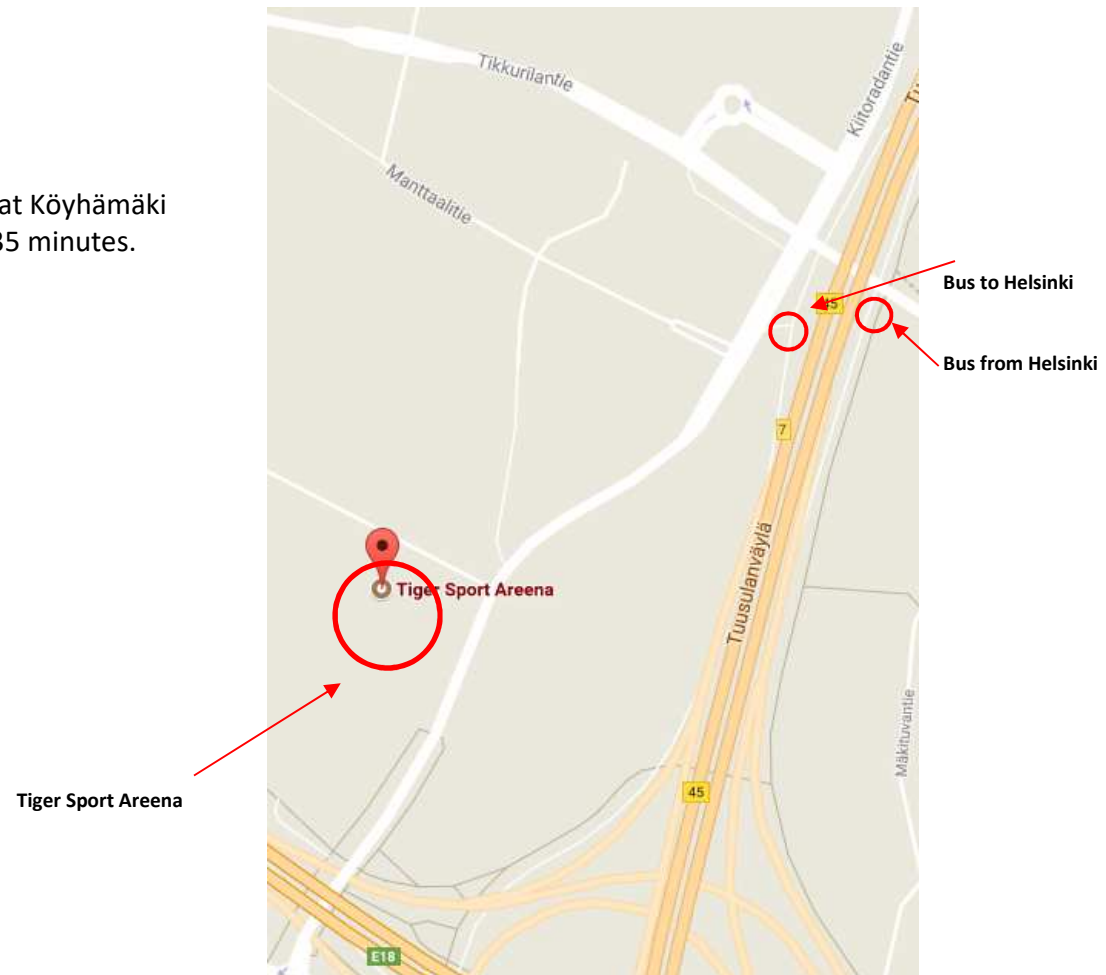 Tikkurilantie
Kiitoradantie
Manttaalitie
at Köyhämäki
35 minutes.
Bus to Helsinki
45
Bus from Helsinki
7
Tuusulanväylä
Tiger Sport Areena
Mäkituvantie
45
Tiger Sport Areena
E18